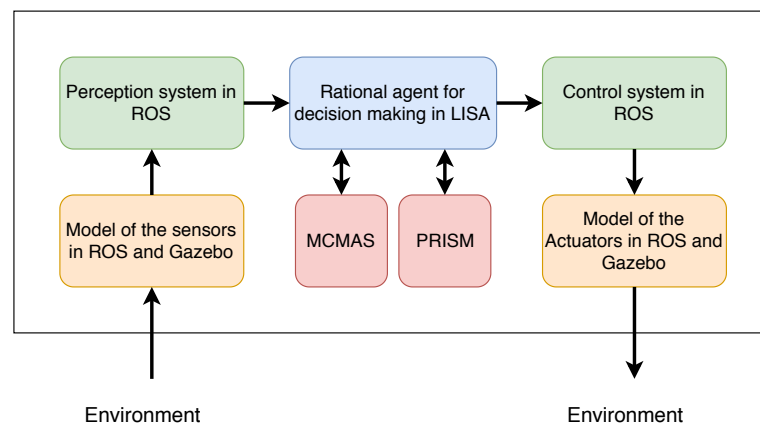 Perception system in
ROS
Rational agent for
decision making in LISA
Control system in
ROS
Model of the sensors
in ROS and Gazebo
MCMAS
PRISM
Model of the
Actuators in ROS and
Gazebo
Environment
Environment